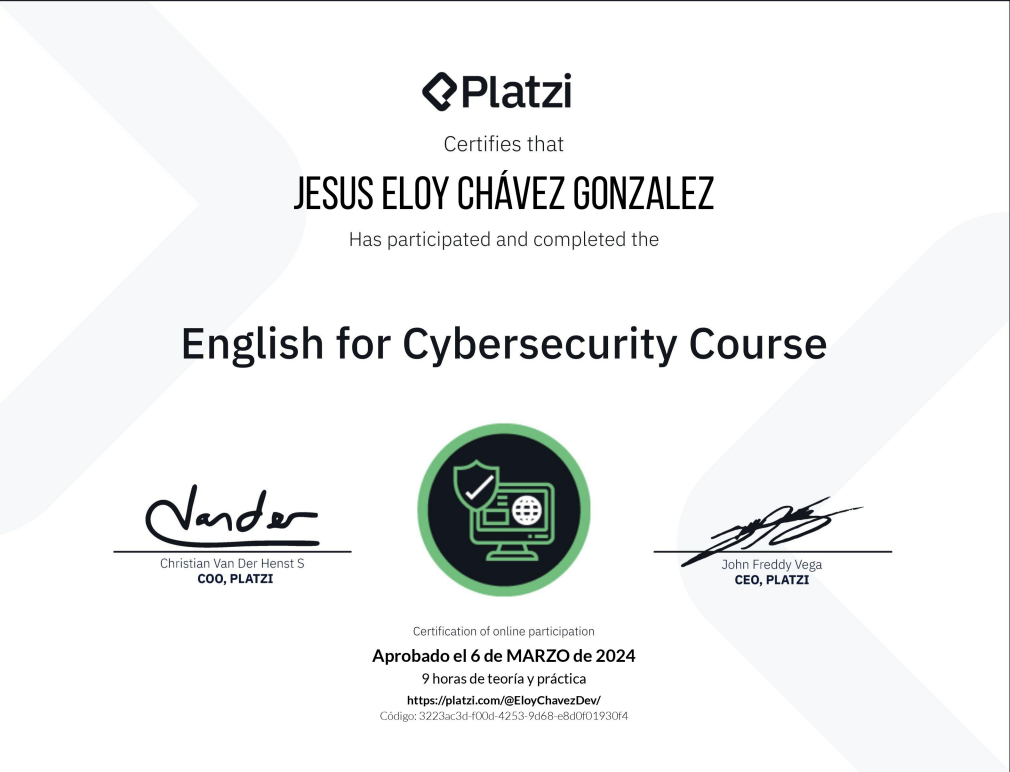 Platzi
Certifies that
JESUS ELOY CHÁVEZ GONZALEZ
Has participated and completed the
English for Cybersecurity Course
Vander
Christian Van Der Henst S
COO, PLATZI
John Freddy Vega
CEO, PLATZI
Certification of online participation
Aprobado el 6 de MARZO de 2024
9 horas de teoría y práctica
https://platzi.com/@EloyChavezDev/
Código: 3223ac3d-f00d-4253-9d68-e8d0f01930f4